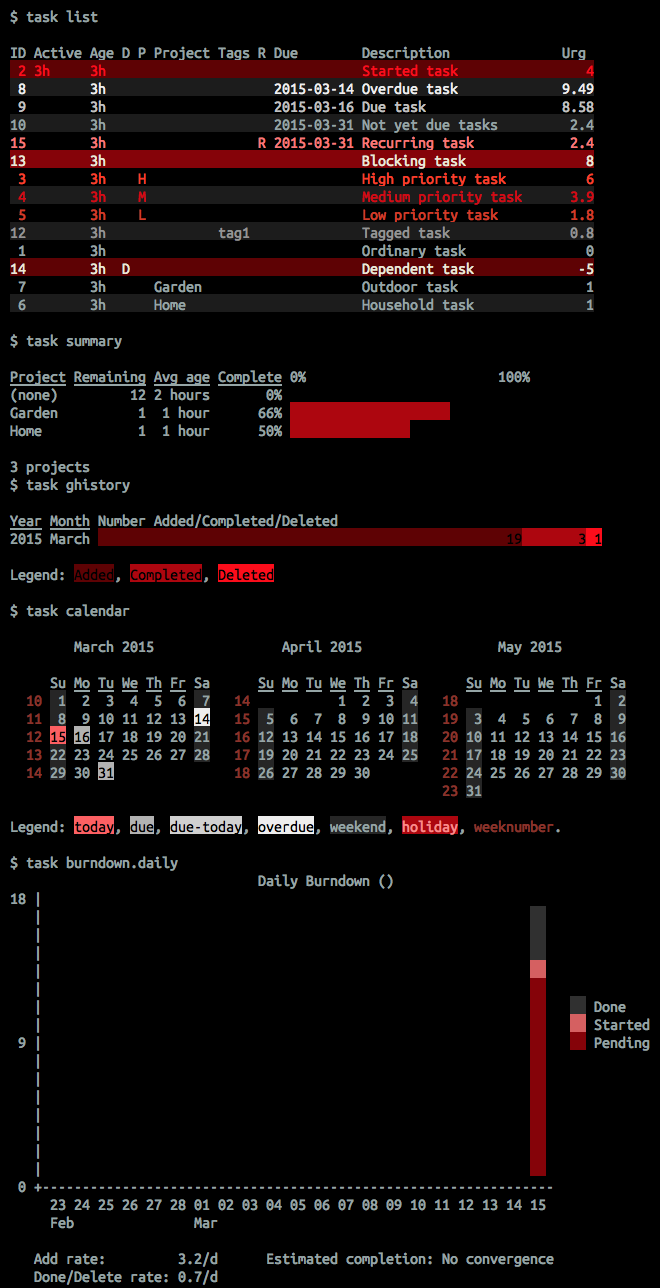 $ task list
ID Active Age D P Project Tags R Due        Description              Urg
 2 3h     3h                                Started task                4
 8        3h                     2015-03-14 Overdue task             9.49
 9        3h                     2015-03-16 Due task                 8.58
10        3h                     2015-03-31 Not yet due tasks         2.4
15        3h                   R 2015-03-31 Recurring task            2.4
13        3h                                Blocking task               8
 3        3h    H                           High priority task          6
 4        3h    M                           Medium priority task      3.9
 5        3h    L                           Low priority task         1.8
12        3h              tag1              Tagged task               0.8
 1        3h                                Ordinary task               0
14        3h  D                             Dependent task             -5
 7        3h      Garden                    Outdoor task                1
 6        3h      Home                      Household task              1
$ task summary
Project Remaining Avg age Complete 0%                        100%
(none)         12 2 hours       0%
Garden          1  1 hour      66%
Home            1  1 hour      50%
3 projects
$ task ghistory
Year Month Number Added/Completed/Deleted
2015 March 19 3 1
Legend: Added, Completed, Deleted
$ task calendar
March 2015 April 2015 May 2015
Su Mo Tu We Th Fr Sa Su Mo Tu We Th Fr Sa Su Mo Tu We Th Fr Sa
10 1 2 3 4 5 6 7 14 1 2 3 4 18 1 2
11 8 9 10 11 12 13 14 15 5 6 7 8 9 10 11 19 3 4 5 6 7 8 9
12 15 16 17 18 19 20 21 16 12 13 14 15 16 17 18 20 10 11 12 13 14 15 16
13 22 23 24 25 26 27 28 17 19 20 21 22 23 24 25 21 17 18 19 20 21 22 23
14 29 30 31 18 26 27 28 29 30 22 24 25 26 27 28 29 30
23 31
Legend: today, due, due-today, overdue, weekend, holiday, weeknumber.
$ task burndown.daily
Daily Burndown ()
18
Done
Started
9 Pending
0
23 24 25 26 27 28 01 02 03 04 05 06 07 08 09 10 11 12 13 14 15
Feb Mar
Add rate: 3.2/d Estimated completion: No convergence
Done/Delete rate: 0.7/d